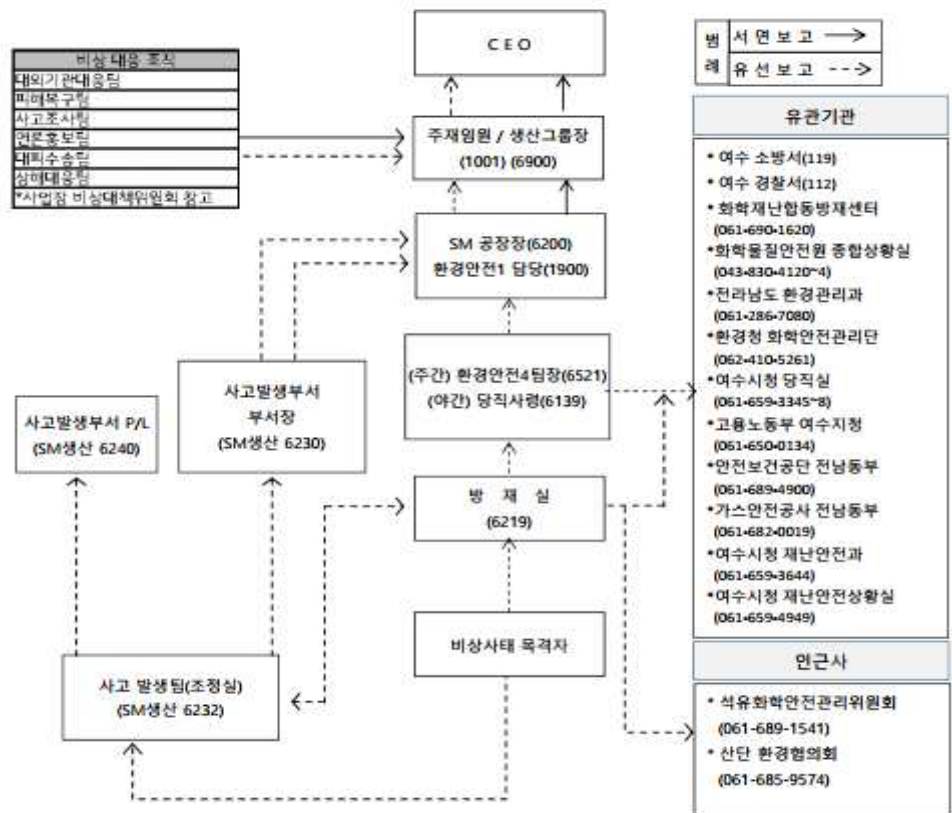 CEO
범례
서 면 보 고
유 선 보 고
비상 대응 조직
대외기관대응팀
피해복구팀
사고조사팀
언론홍보팀
대피수송팀
상해대응팀
*사업장 비상대책위원회 참고
주재임원 / 생산그룹장
(1001) (6900)
SM 공장장(6200)
환경안전1 담당(1900)
(주간) 환경안전4팀장(6521)
(야간) 당직사령(6139)
사고발생부서
부서장
(SM생산 6230)
사고발생부서 P/L
(SM생산 6240)
방 재 실
(6219)
비상사태 목격자
사고 발생팀(조정실)
(SM생산 6232)
유관기관
* 여수 소방서(119)
* 여수 경찰서(112)
* 화학재난합동방재센터
(061-690-1620)
*화학물질안전원 종합상황실
(043-830-4120~4)
*전라남도 환경관리과
(061-286-7080)
*환경청 화학안전관리단
(062-410-5261)
*여수시청 당직실
(061-659-3345~8)
*고용노동부 여수지청
(061-650-0134)
*안전보건공단 전남동부
(061-689-4900)
*가스안전공사 전남동부
(061-682-0019)
*여수시청 재난안전과
(061-659-3644)
*여수시청 재난안전상황실
(061-659-4949)
인근사
* 석유화학안전관리위원회
(061-689-1541)
* 산단 환경협의회
(061-685-9574)